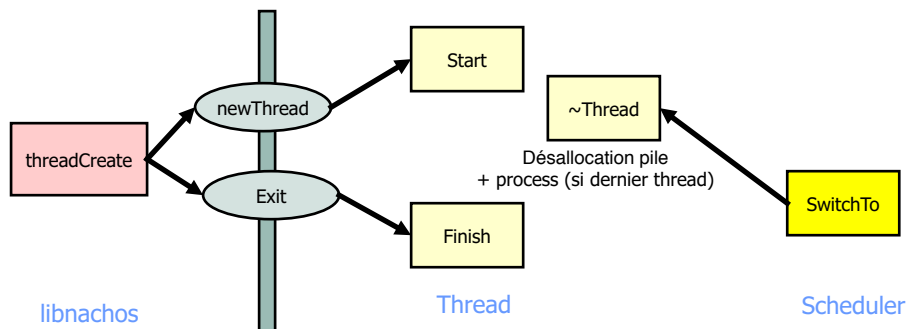 Start
newThread
~Thread
threadCreate
Désallocation pile
+ process (si dernier thread)
Exit
SwitchTo
Finish
libnachos
Thread
Scheduler